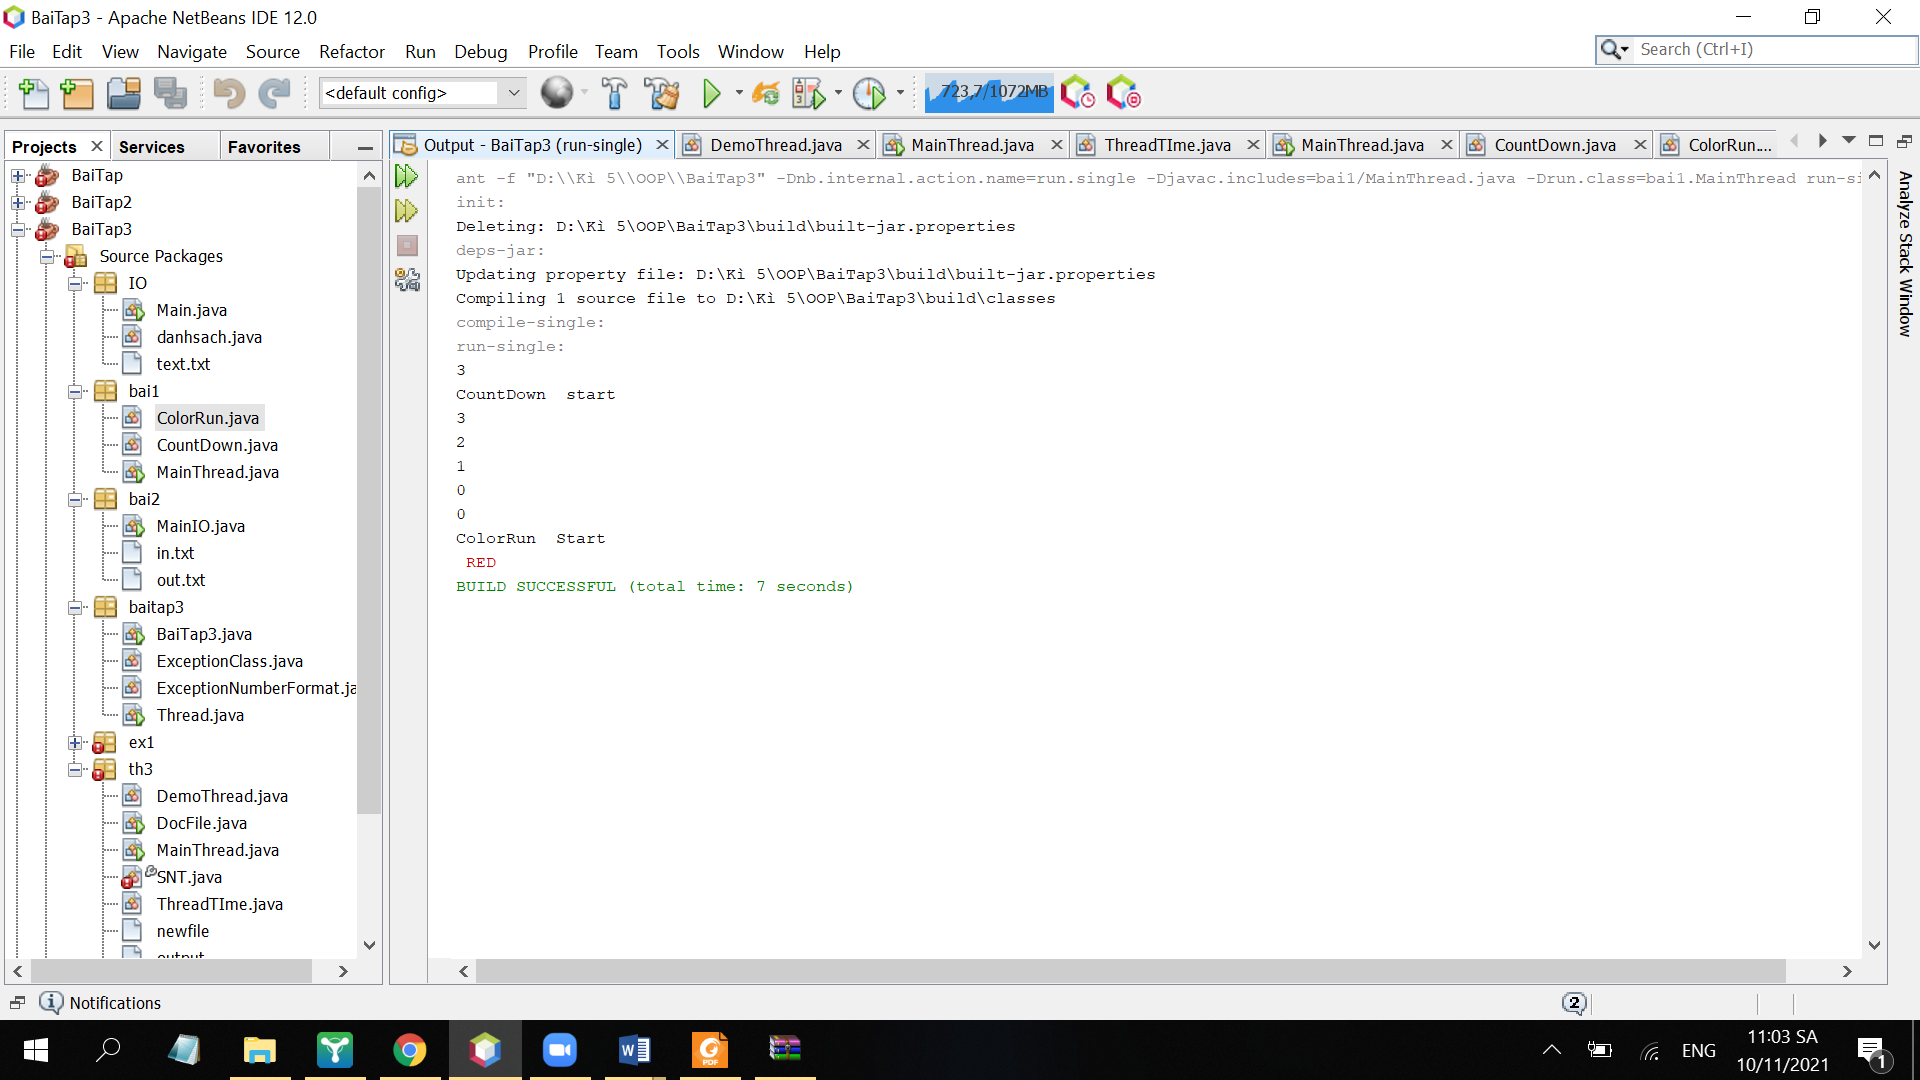 BaiTap3 - Apache NetBeans IDE 12.0
File Edit View Navigate Source Refactor Run Debug Profile Team Tools Window Help
Search (Ctrl+I)
<default config>
723,7/1072MB
Projects Services Favorites
Output - BaiTap3 (run-single) DemoThread.java MainThread.java ThreadTIme.java MainThread.java CountDown.java ColorRun....
BaiTap
BaiTap2
BaiTap3
Source Packages
IO
Main.java
danhsach.java
text.txt
bai1
ColorRun.java
CountDown.java
MainThread.java
bai2
MainIO.java
in.txt
out.txt
baitap3
BaiTap3.java
ExceptionClass.java
ExceptionNumberFormat.ja
Thread.java
ex1
th3
DemoThread.java
DocFile.java
MainThread.java
SNT.java
ThreadTIme.java
newfile
output
ant -f "D:\\Kì 5\\OOP\\BaiTap3" -Dnb.internal.action.name=run.single -Djavac.includes=bai1/MainThread.java -Drun.class=bai1.MainThread run-si
init:
Deleting: D:\Kì 5\OOP\BaiTap3\build\built-jar.properties
deps-jar:
Updating property file: D:\Kì 5\OOP\BaiTap3\build\built-jar.properties
Compiling 1 source file to D:\Kì 5\OOP\BaiTap3\build\classes
compile-single:
run-single:
3
CountDown  start
3
2
1
0
0
ColorRun  Start
RED
BUILD SUCCESSFUL (total time: 7 seconds)
Analyze Stack Window
Notifications
2
PDF
ENG
11:03 SA
10/11/2021
1